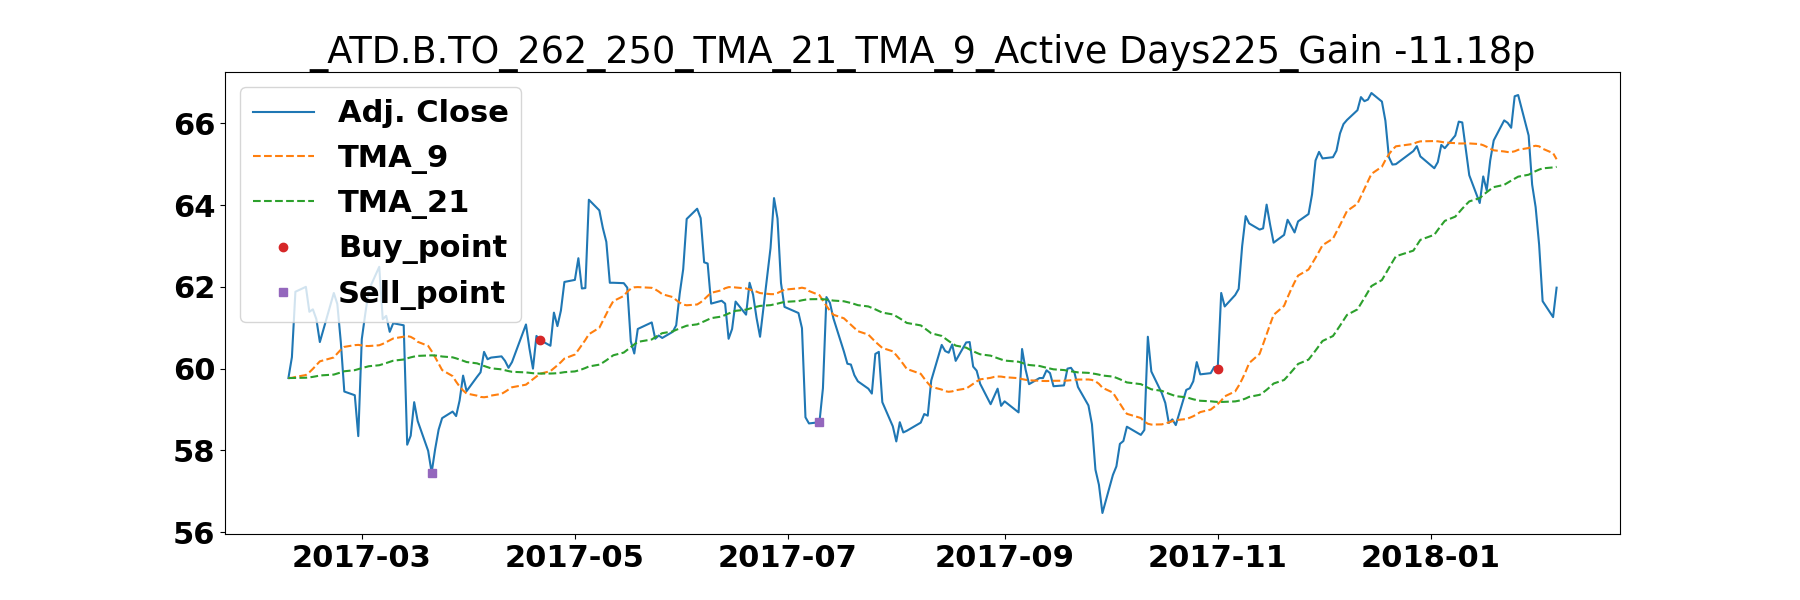 _ATD.B.TO_262_250_TMA_21_TMA_9_Active Days225_Gain -11.18p
Adj. Close
TMA_9
TMA_21
Buy_point
Sell_point
66
64
62
60
58
56
2017-03 2017-05 2017-07 2017-09 2017-11 2018-01